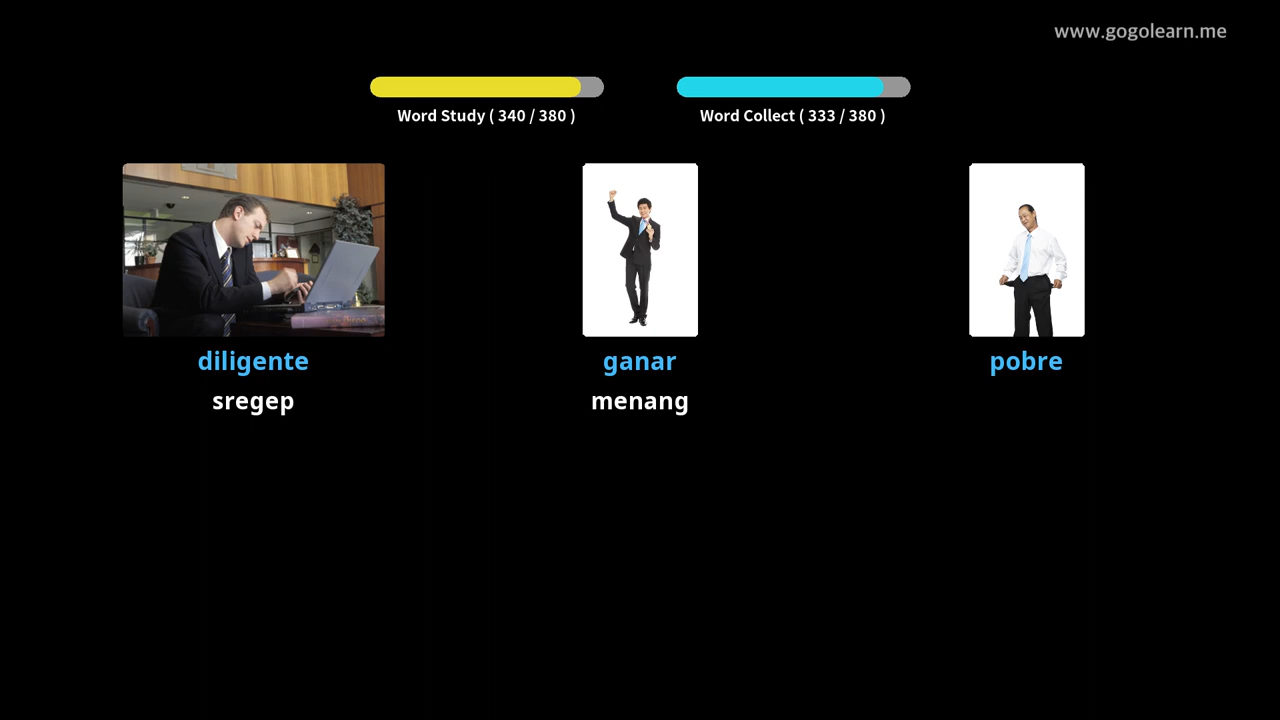 www.gogolearn.me
Word Study ( 340 / 380 )
Word Collect ( 333 / 380 )
diligente
ganar
pobre
sregep
menang